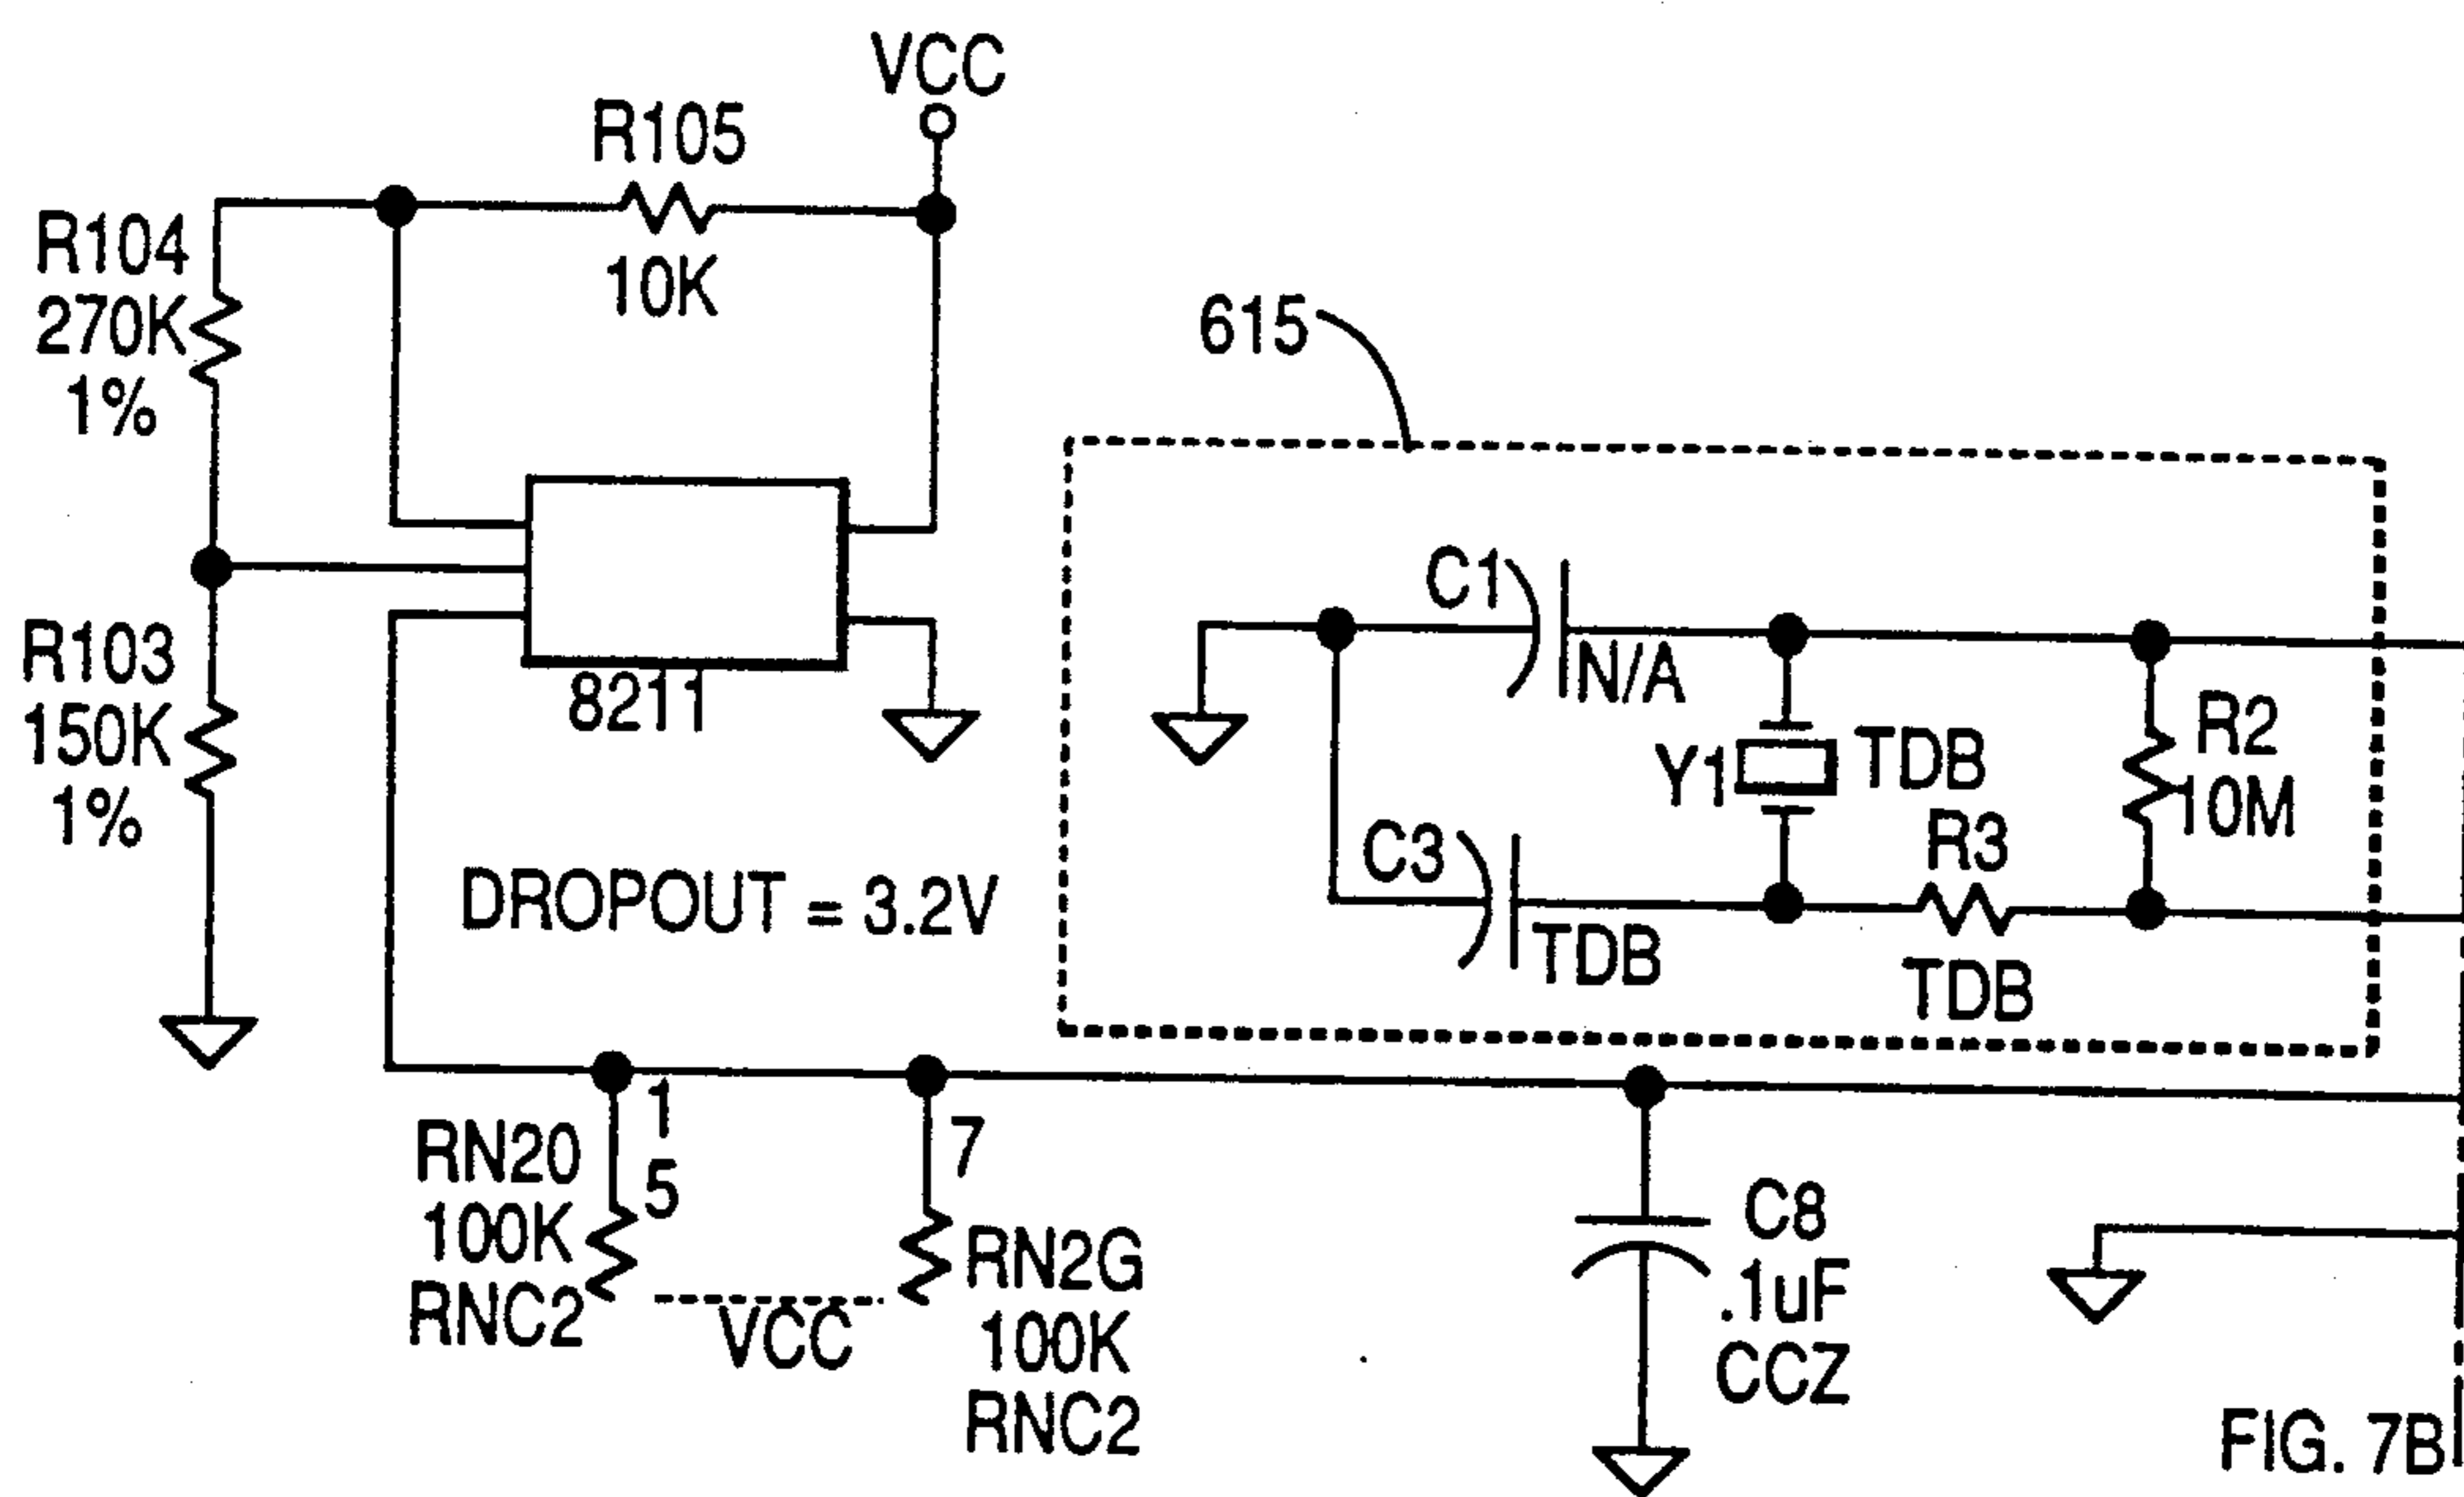 VCC
R105
10K
R104
270K
1%
615
8211
R103
150K
1%
C1
N/A
Y1
TDB
R2
10M
C3
TDB
R3
TDB
DROPOUT = 3.2V
1
5
RN20
100K
RNC2
VCC
7
RN2G
100K
RNC2
C8
.1uF
CCZ
FIG. 7B